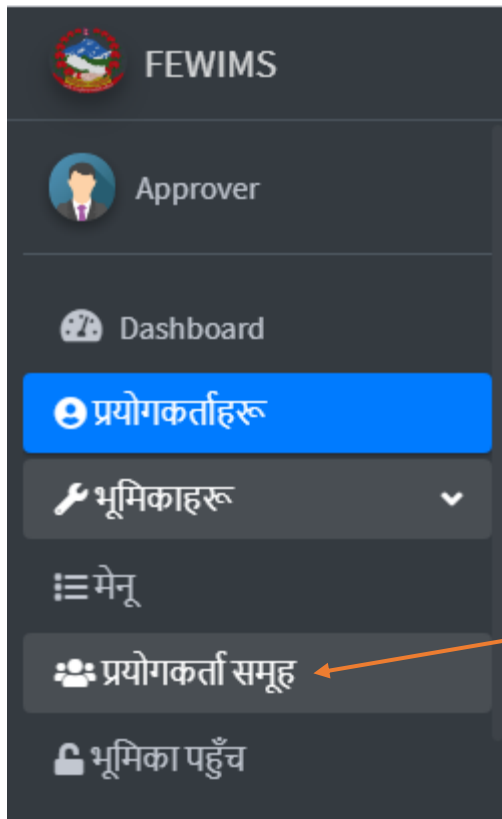 FEWIMS
Approver
Dashboard
प्रयोगकर्ताहरू
भूमिकाहरू
मेनू
प्रयोगकर्ता समूह
भूमिका पहुँच